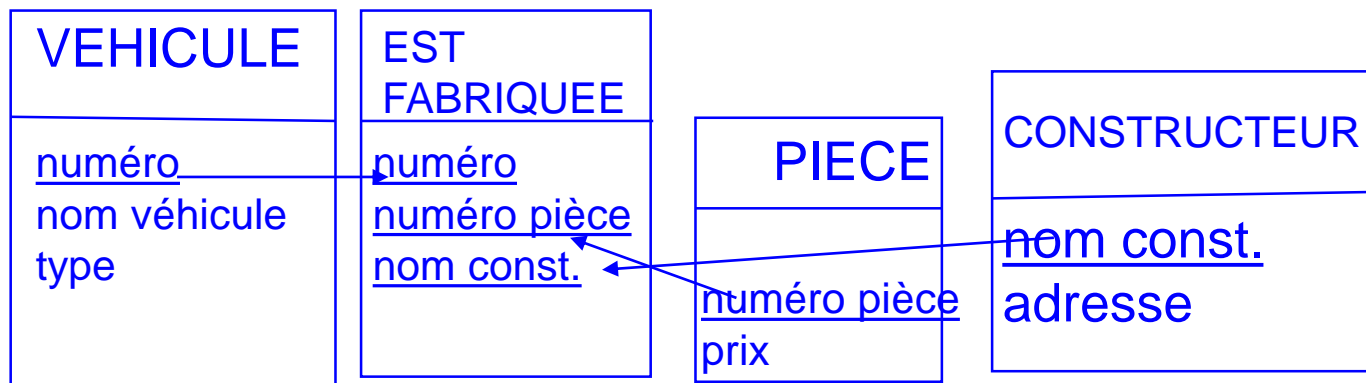 VEHICULE
numéro
nom véhicule
type
EST
FABRIQUEE
numéro
numéro pièce
nom const.
PIECE
numéro pièce
prix
CONSTRUCTEUR
nom const.
adresse